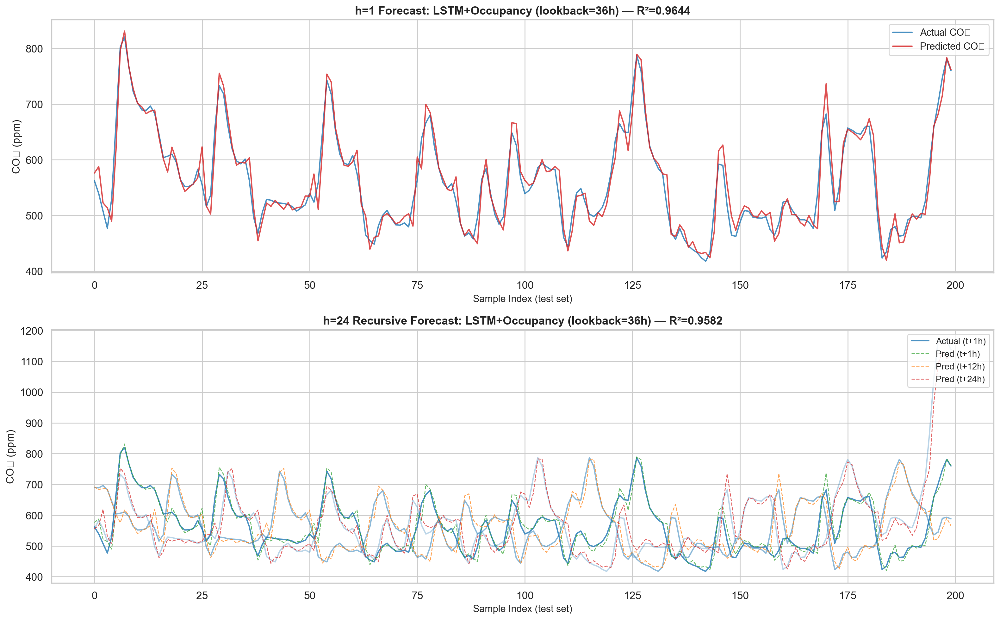 h=1 Forecast: LSTM+Occupancy (lookback=36h) — R²=0.9644
CO□ (ppm)
800
700
600
500
400
Actual CO□
Predicted CO□
0 25 50 75 100 125 150 175 200
Sample Index (test set)
h=24 Recursive Forecast: LSTM+Occupancy (lookback=36h) — R²=0.9582
CO□ (ppm)
1200
1100
1000
900
800
700
600
500
400
Actual (t+1h)
Pred (t+1h)
Pred (t+12h)
Pred (t+24h)
0 25 50 75 100 125 150 175 200
Sample Index (test set)